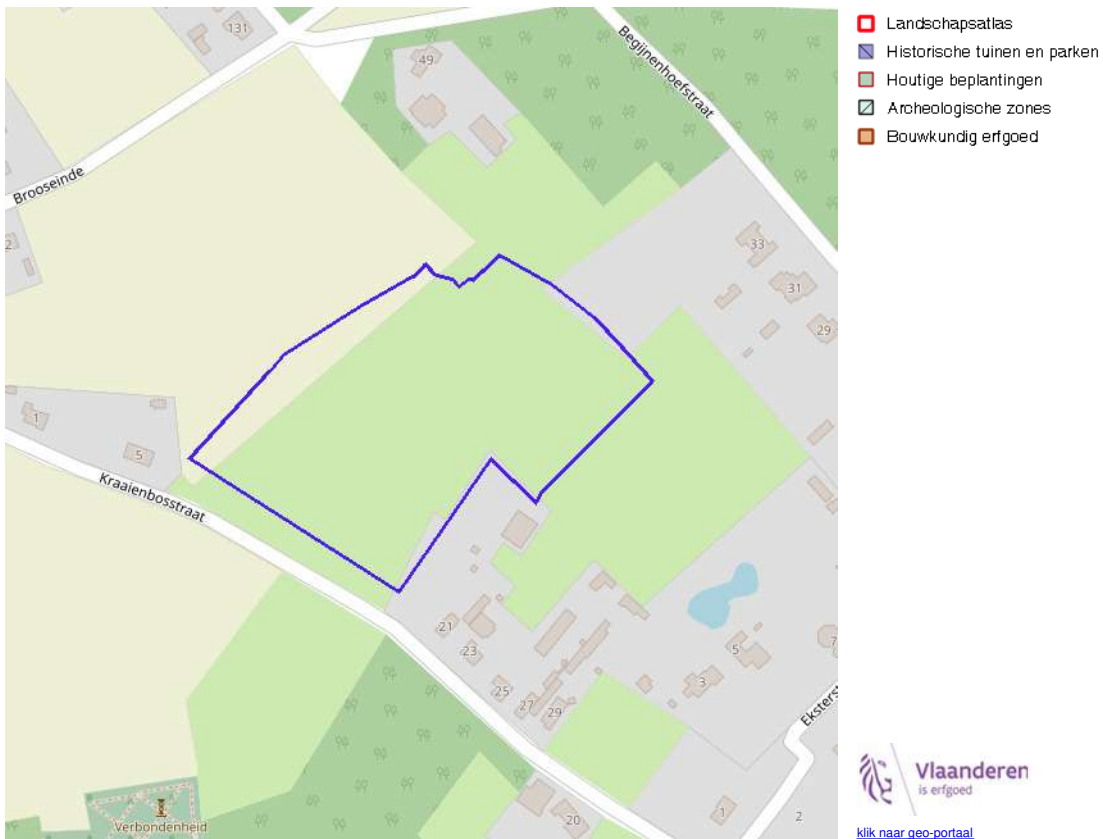 131
49
Begijnenhoefstraat
Brooseinde
2
33
31
29
1
5
Kraaienbosstraat
21
23
25
27
29
5
3
7
Eksterst
1
2
20
Verbondenheid
Landschapsatlas
Historische tuinen en parken
Houtige beplantingen
Archeologische zones
Bouwkundig erfgoed
Vlaanderen
is erfgoed
klik naar geo-portaal